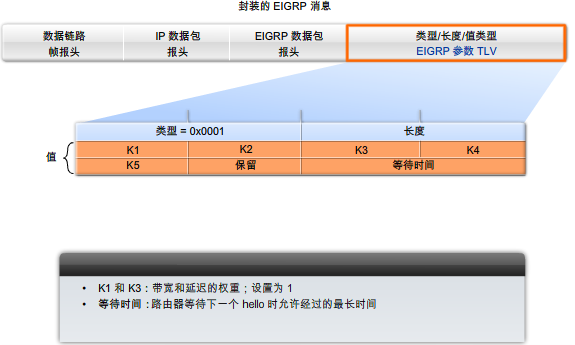 封装的 EIGRP 消息
数据链路 IP 数据包 EIGRP 数据包 类型/长度/值类型
帧报头 报头 报头 EIGRP 参数 TLV
类型 = 0x0001 长度
值
K1 K2 K3 K4
K5 保留 等待时间
• K1 和 K3：带宽和延迟的权重；设置为 1
• 等待时间：路由器等待下一个 hello 时允许经过的最长时间